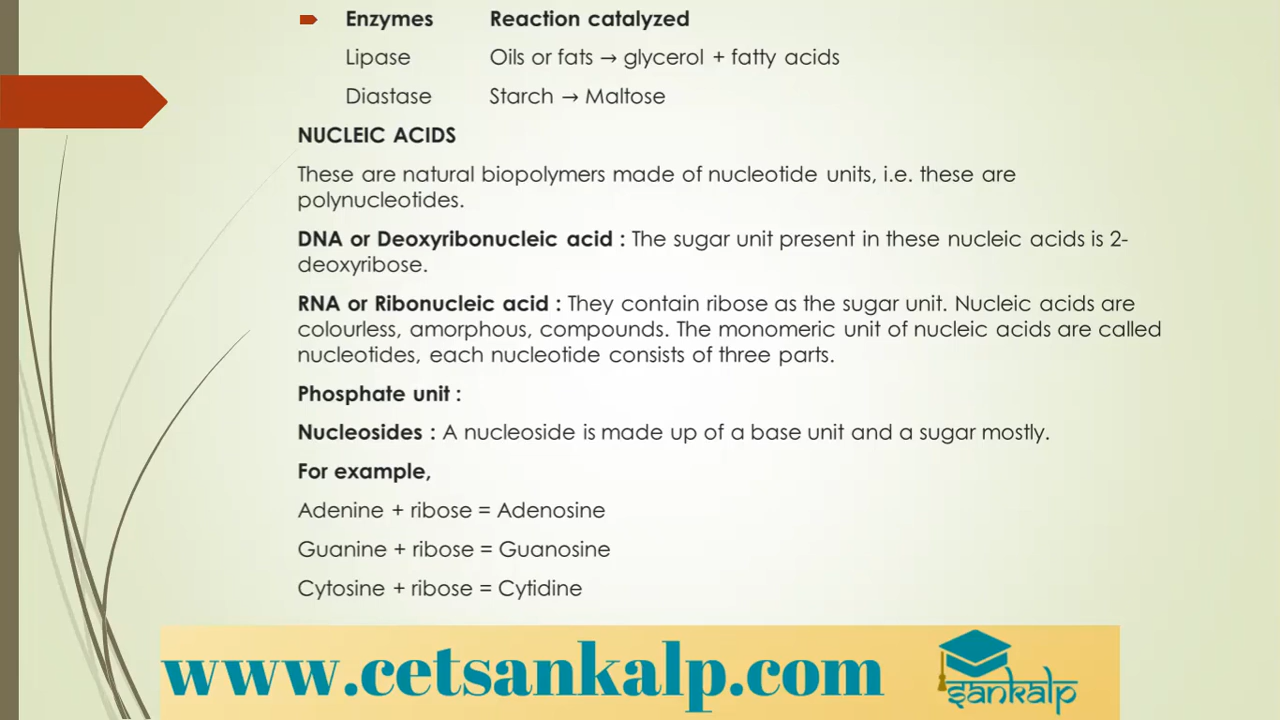 Enzymes Reaction catalyzed
Lipase Oils or fats → glycerol + fatty acids
Diastase Starch → Maltose
NUCLEIC ACIDS
These are natural biopolymers made of nucleotide units, i.e. these are
polynucleotides.
DNA or Deoxyribonucleic acid : The sugar unit present in these nucleic acids is 2-
deoxyribose.
RNA or Ribonucleic acid : They contain ribose as the sugar unit. Nucleic acids are
colourless, amorphous, compounds. The monomeric unit of nucleic acids are called
nucleotides, each nucleotide consists of three parts.
Phosphate unit :
Nucleosides : A nucleoside is made up of a base unit and a sugar mostly.
For example,
Adenine + ribose = Adenosine
Guanine + ribose = Guanosine
Cytosine + ribose = Cytidine
www.cetsankalp.com
sankalp